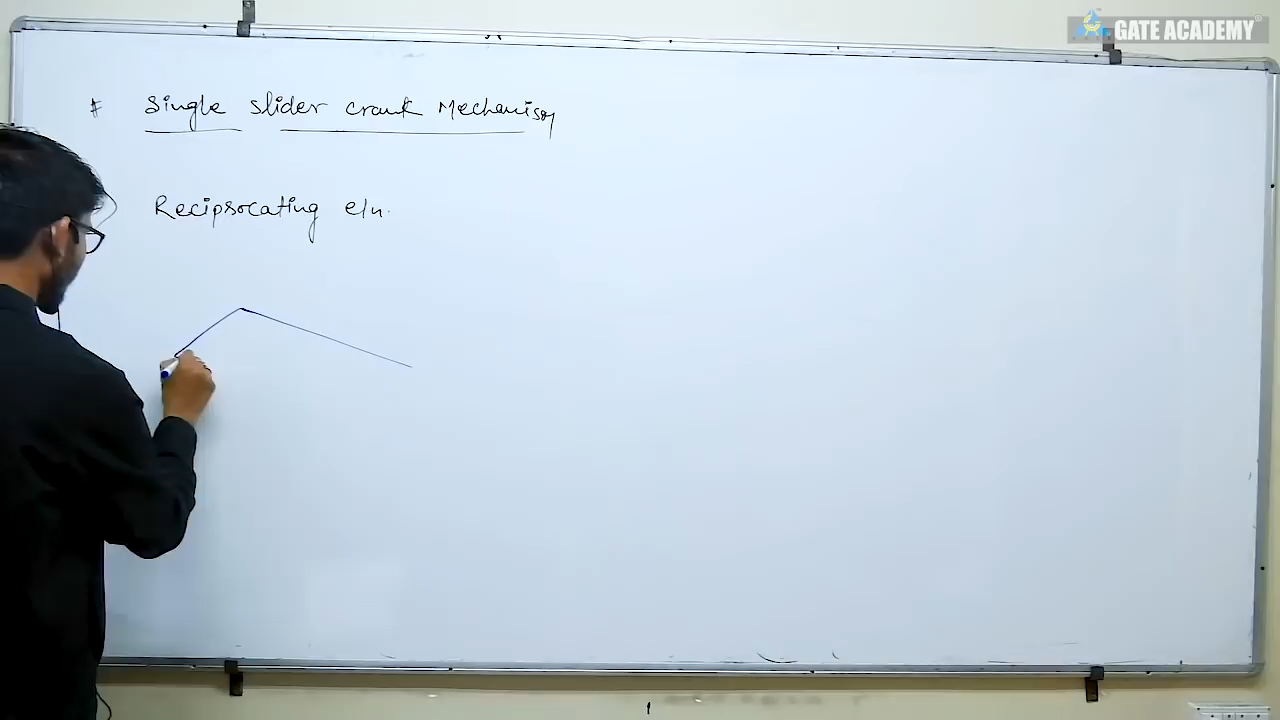 GATE ACADEMY®
# Single slider crank Mechanism
Reciprocating e/n.